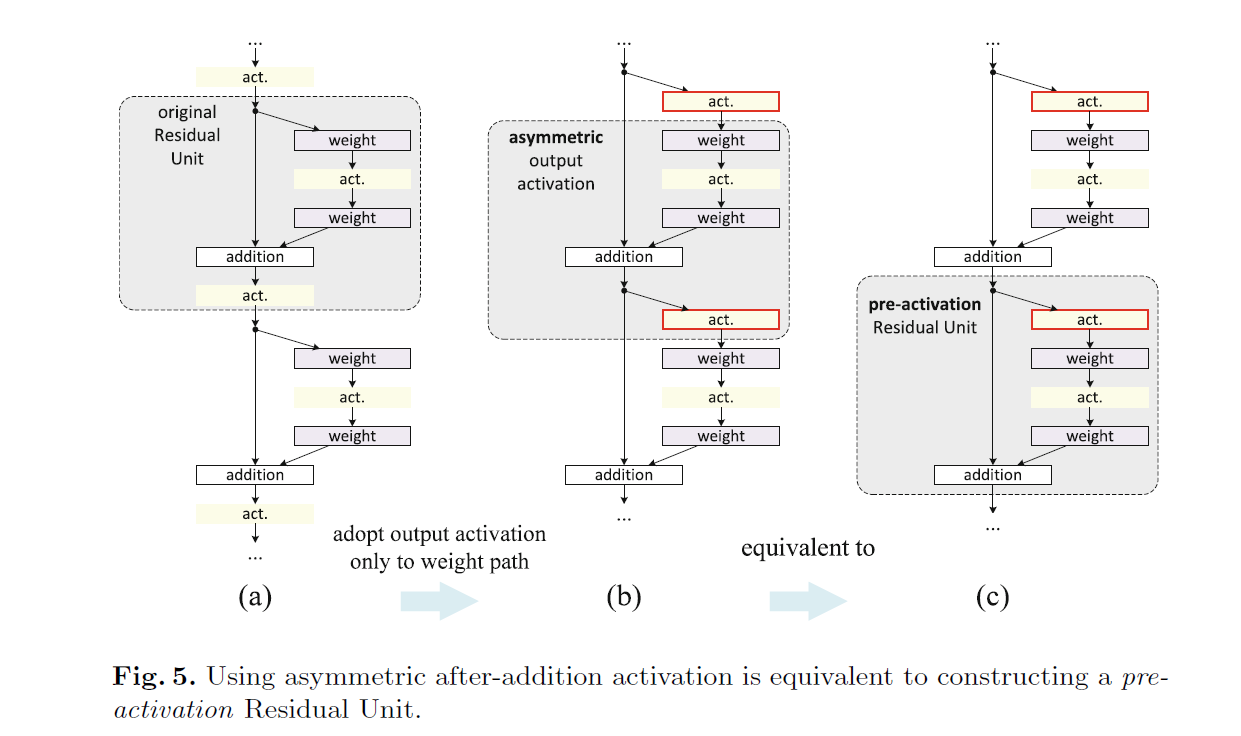 ...
act.
original
Residual
Unit
weight
act.
weight
addition
act.
weight
act.
weight
addition
act.
...
(a)
adopt output activation
only to weight path
...
act.
asymmetric
output
activation
weight
act.
weight
addition
act.
weight
act.
weight
addition
...
(b)
equivalent to
...
act.
weight
act.
weight
addition
pre-activation
Residual Unit
act.
weight
act.
weight
addition
...
(c)
Fig. 5. Using asymmetric after-addition activation is equivalent to constructing a pre-
activation Residual Unit.